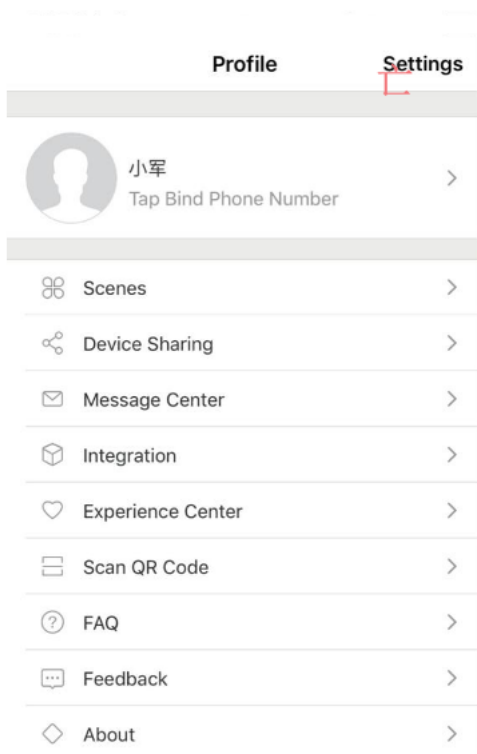 Profile
Settings
小军
Tap Bind Phone Number
Scenes
Device Sharing
Message Center
Integration
Experience Center
Scan QR Code
FAQ
Feedback
About